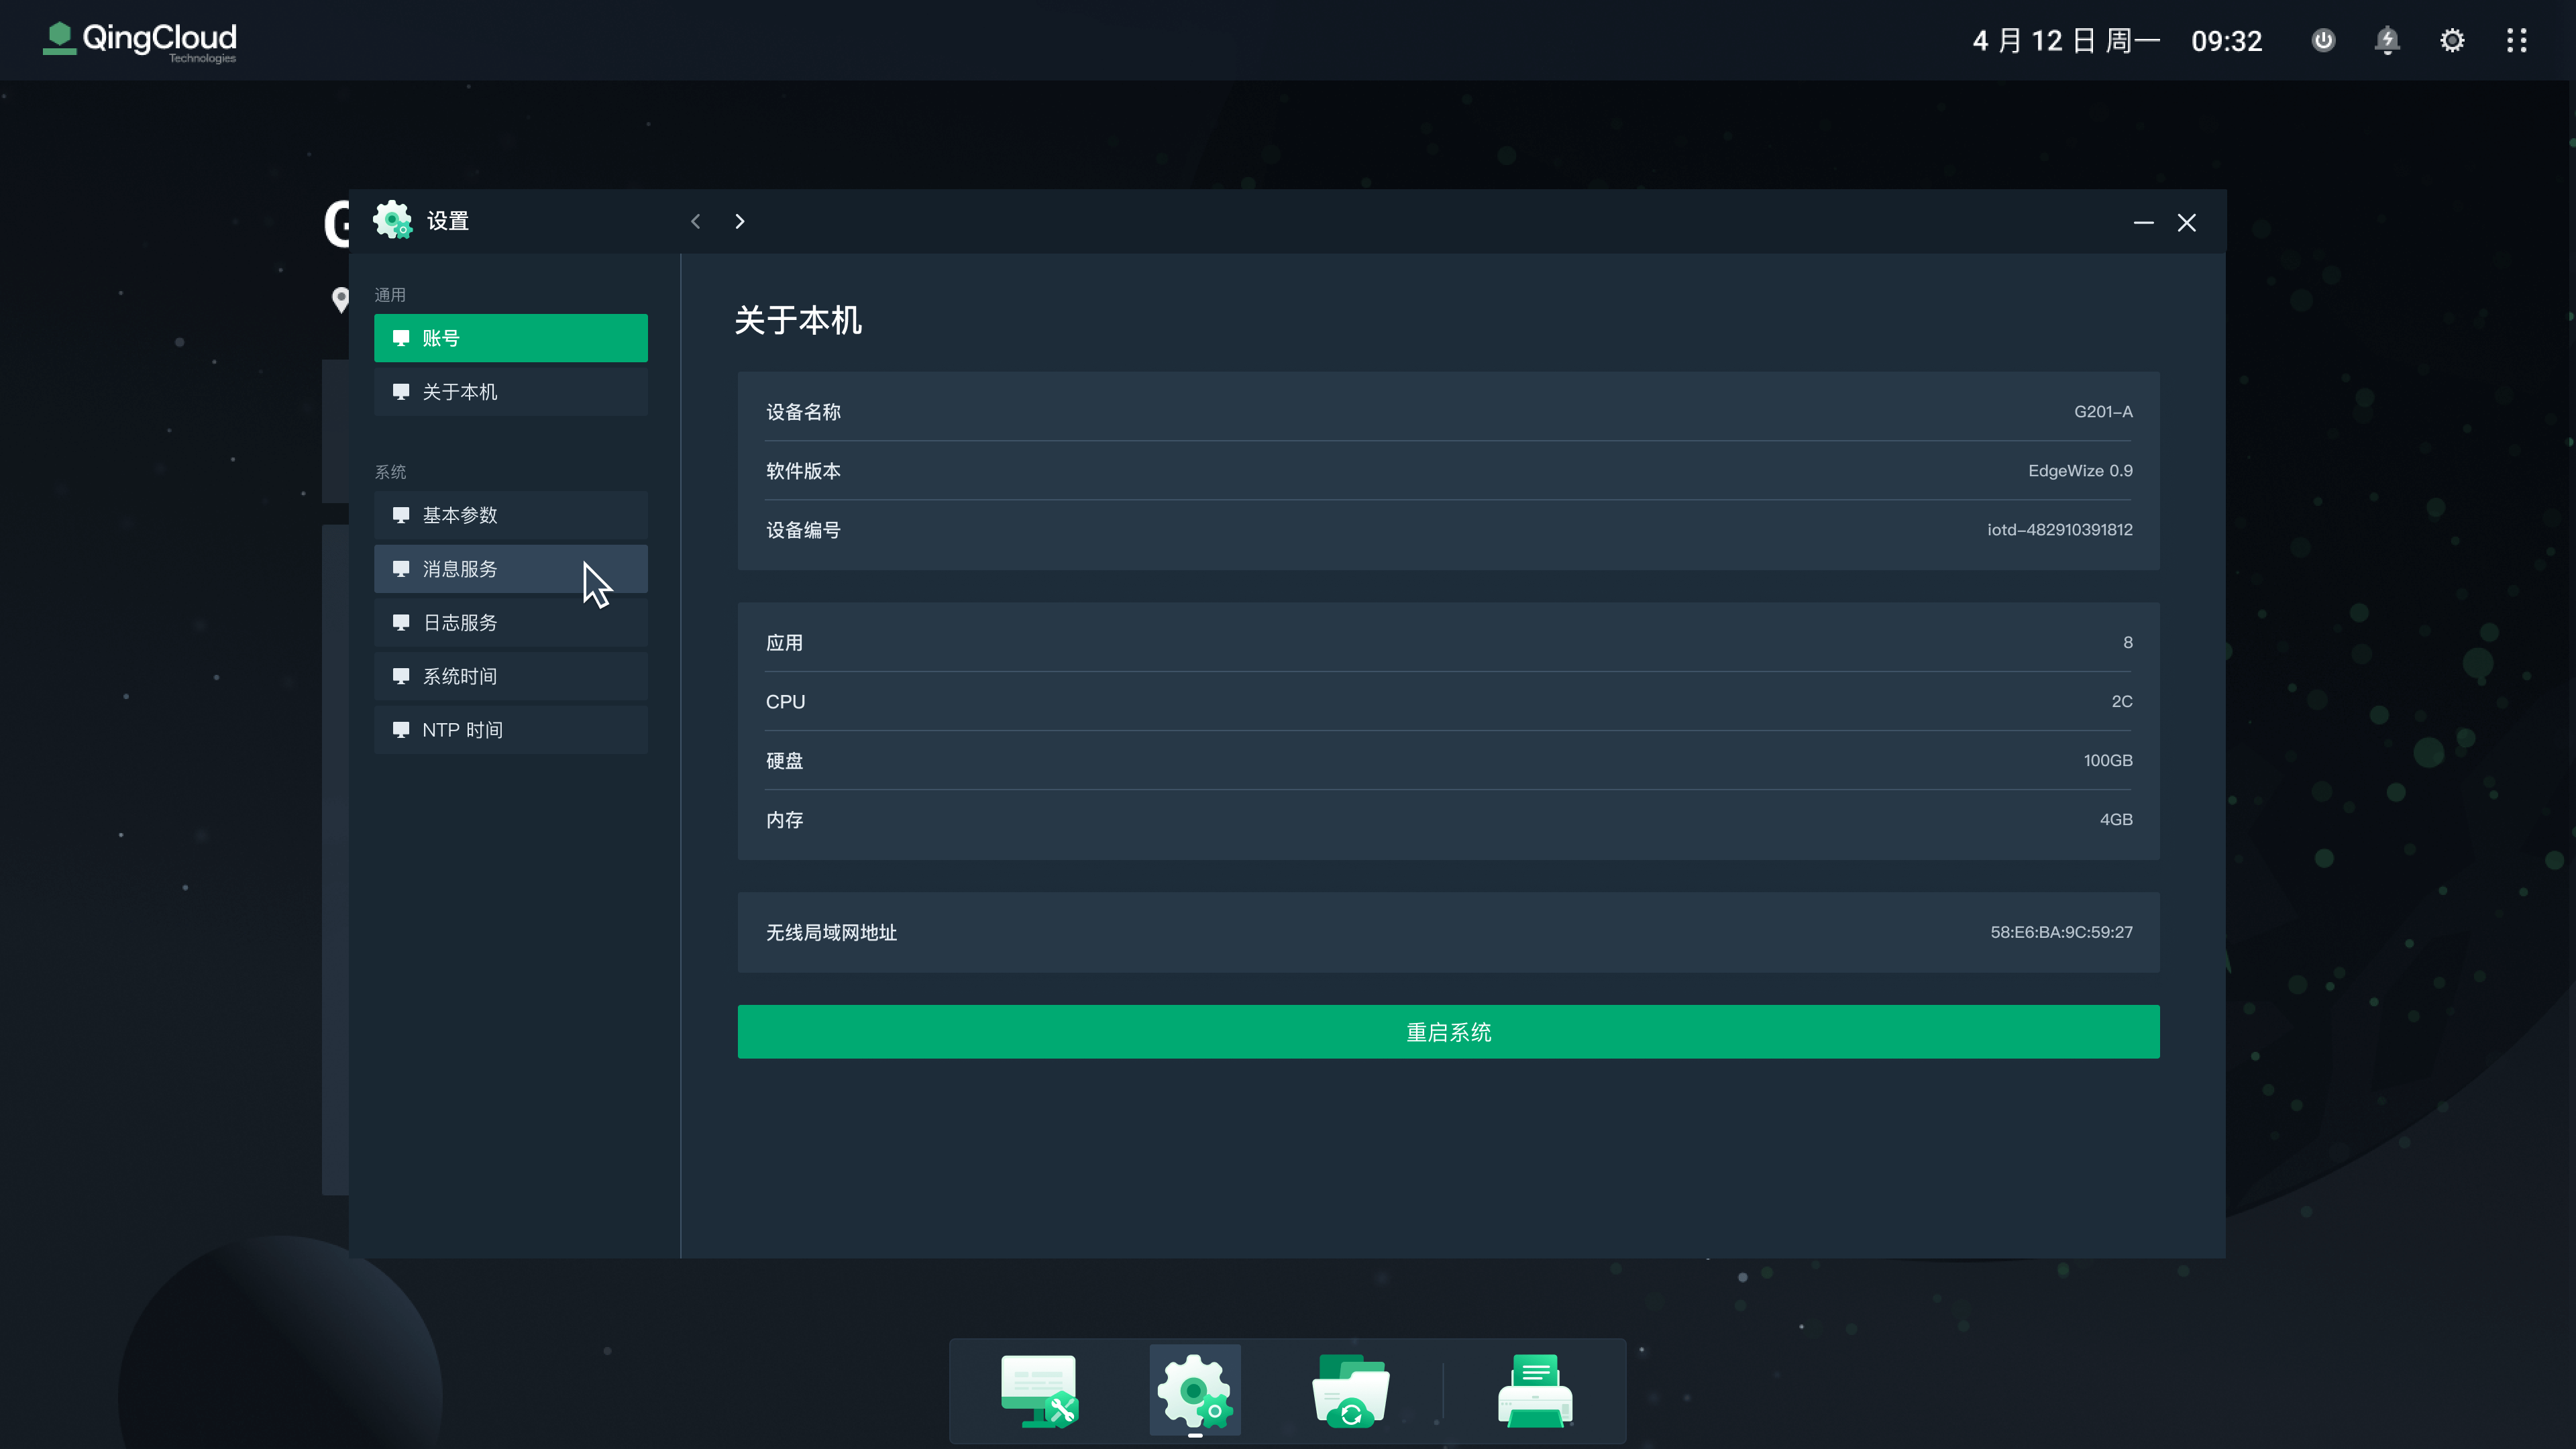 QingCloud
Technologies
4 月 12 日 周一 09:32
G
设置
通用
账号
关于本机
系统
基本参数
消息服务
日志服务
系统时间
NTP 时间
关于本机
设备名称 G201-A
软件版本 EdgeWize 0.9
设备编号 iotd-482910391812
应用 8
CPU 2C
硬盘 100GB
内存 4GB
无线局域网地址 58:E6:BA:9C:59:27
重启系统